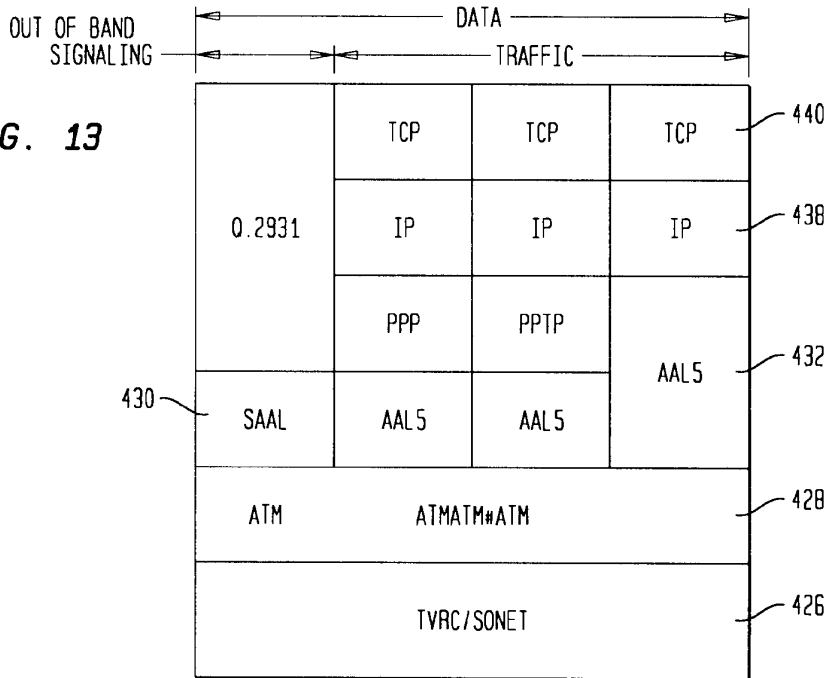 DATA
OUT OF BAND
SIGNALING
TRAFFIC
G. 13
TCP TCP TCP 440
Q.2931 IP IP IP 438
PPP PPTP
AAL5 432
430 SAAL AAL5 AAL5
ATM ATMATM#ATM 428
TVRC/SONET 426